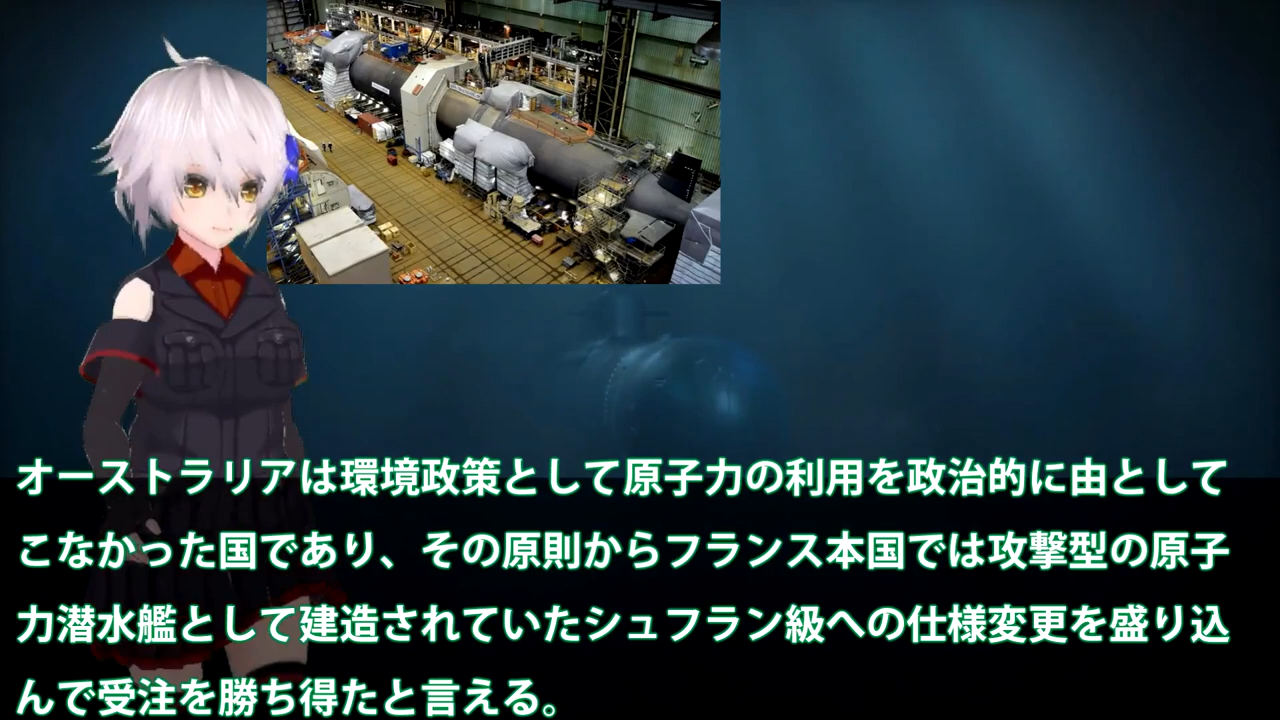 オーストラリアは環境政策として原子力の利用を政治的に由として
こなかった国であり、その原則からフランス本国では攻撃型の原子
力潜水艦として建造されていたシュフラン級への仕様変更を盛り込
んで受注を勝ち得たと言える。